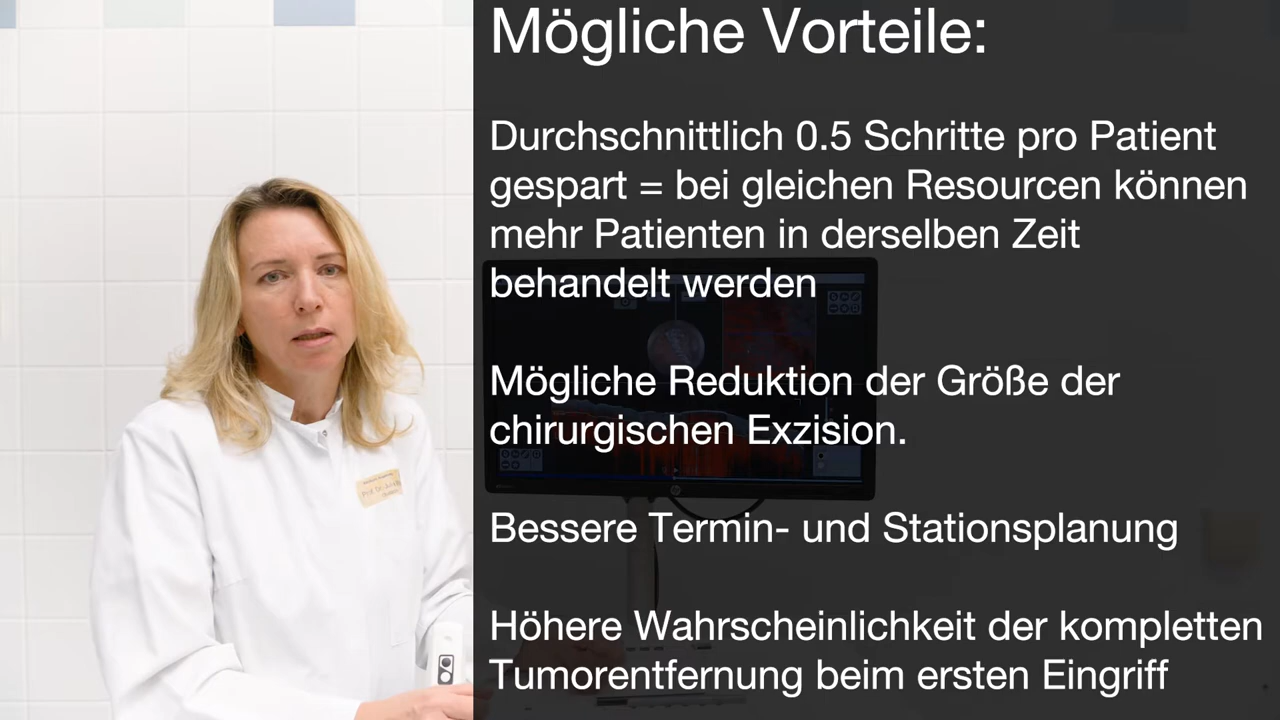 Mögliche Vorteile:
Durchschnittlich 0.5 Schritte pro Patient
gespart = bei gleichen Resourcen können
mehr Patienten in derselben Zeit
behandelt werden
Mögliche Reduktion der Größe der
chirurgischen Exzision.
Bessere Termin- und Stationsplanung
Höhere Wahrscheinlichkeit der kompletten
Tumorentfernung beim ersten Eingriff
Prof. Dr.